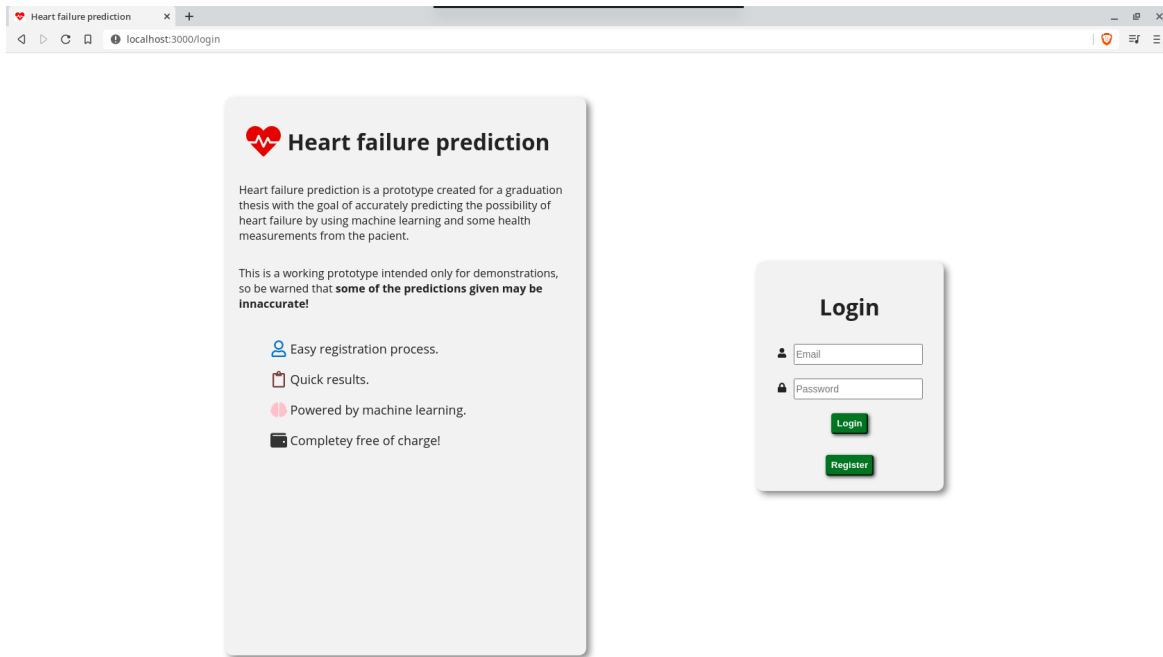 Heart failure prediction
localhost:3000/login
Heart failure prediction
Heart failure prediction is a prototype created for a graduation
thesis with the goal of accurately predicting the possibility of
heart failure by using machine learning and some health
measurements from the pacient.
This is a working prototype intended only for demonstrations,
so be warned that some of the predictions given may be
innaccurate!
Easy registration process.
Quick results.
Powered by machine learning.
Completey free of charge!
Login
Email
Password
Login
Register